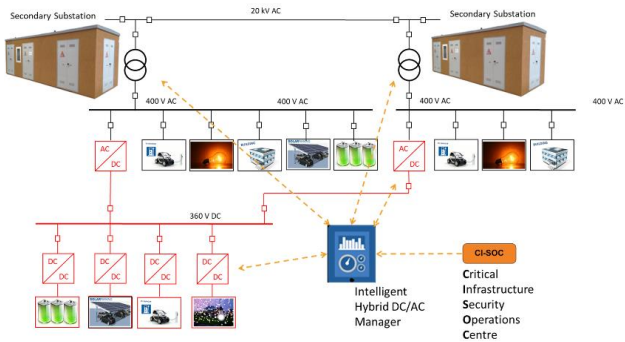 Secondary Substation
20 kV AC
Secondary Substation
400 V AC
400 V AC
400 V AC
400 V AC
AC
DC
BUILDING
AC
DC
BUILDING
360 V DC
DC
DC
DC
DC
DC
DC
DC
DC
CI-SOC
Intelligent
Hybrid DC/AC
Manager
Critical
Infrastructure
Security
Operations
Centre